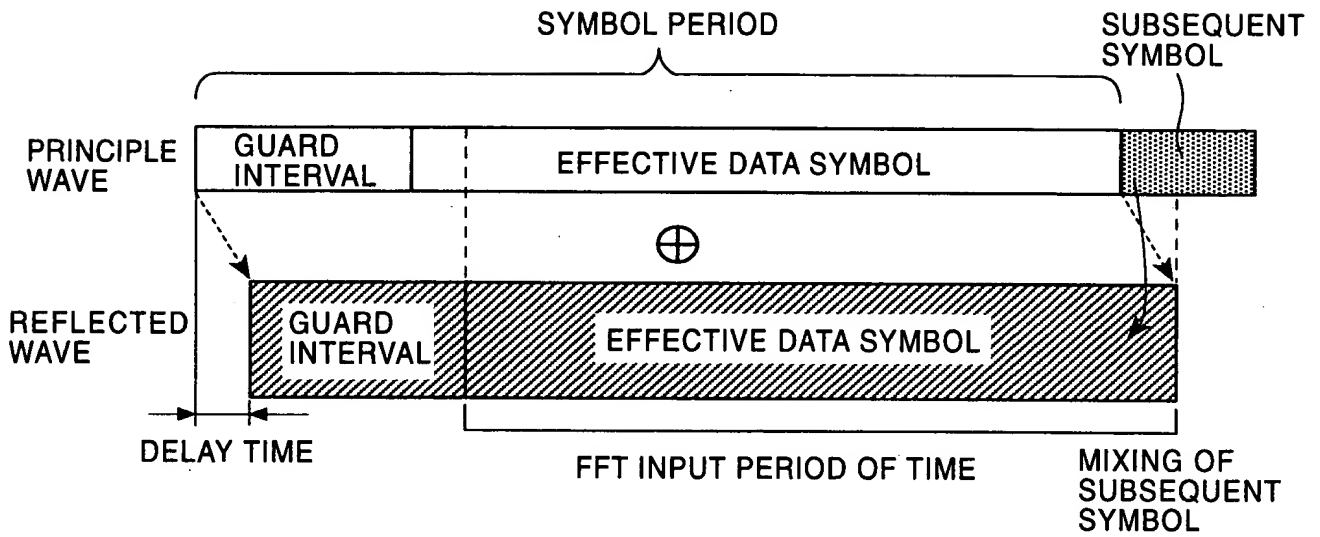 SYMBOL PERIOD
SUBSEQUENT
SYMBOL
PRINCIPLE
WAVE
GUARD
INTERVAL
EFFECTIVE DATA SYMBOL
REFLECTED
WAVE
GUARD
INTERVAL
EFFECTIVE DATA SYMBOL
DELAY TIME
FFT INPUT PERIOD OF TIME
MIXING OF
SUBSEQUENT
SYMBOL